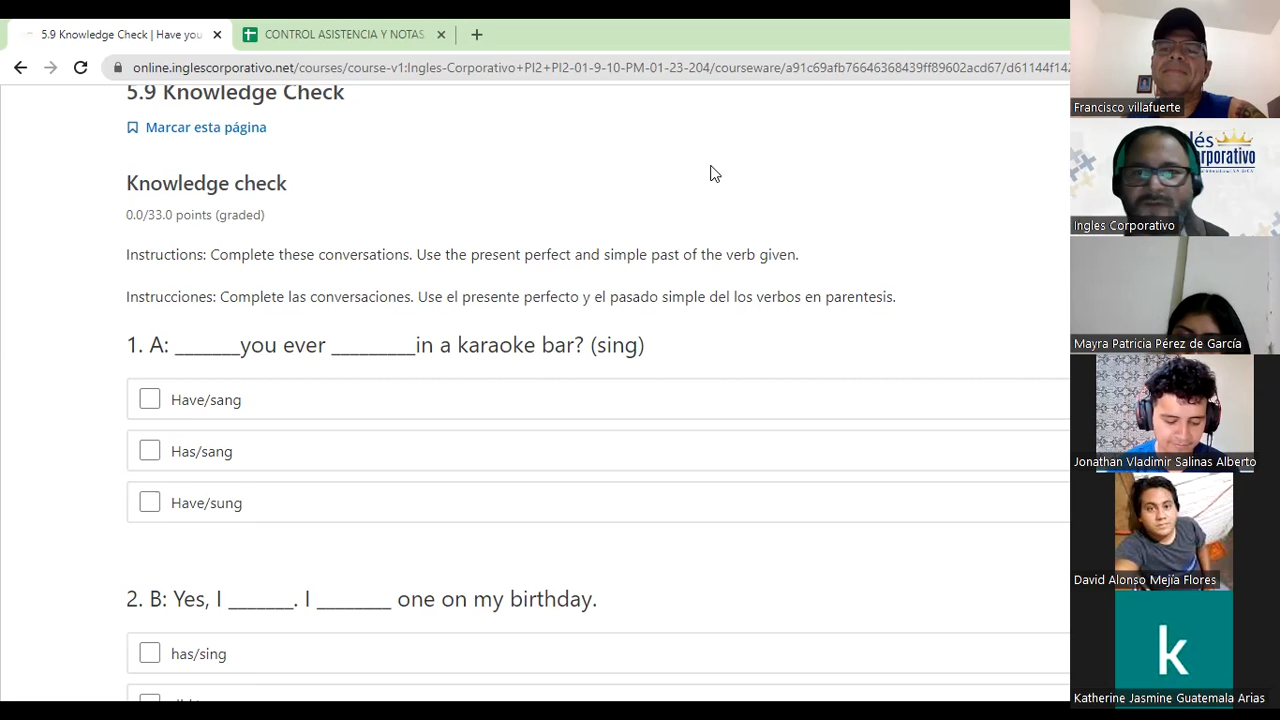 5.9 Knowledge Check | Have you
CONTROL ASISTENCIA Y NOTAS
online.inglescorporativo.net/courses/course-v1:Ingles-Corporativo+PI2+PI2-01-9-10-PM-01-23-204/courseware/a91c69afb76646368439ff89602acd67/d61144f142
5.9 Knowledge Check
Marcar esta página
Knowledge check
0.0/33.0 points (graded)
Instructions: Complete these conversations. Use the present perfect and simple past of the verb given.
Instrucciones: Complete las conversaciones. Use el presente perfecto y el pasado simple del los verbos en parentesis.
1. A: _______you ever _________in a karaoke bar? (sing)
Have/sang
Has/sang
Have/sung
2. B: Yes, I _______. I ________ one on my birthday.
has/sing
Francisco villafuerte
lés
rporativo
Ingles Corporativo
Mayra Patricia Pérez de García
Jonathan Vladimir Salinas Alberto
David Alonso Mejía Flores
k
Katherine Jasmine Guatemala Arias